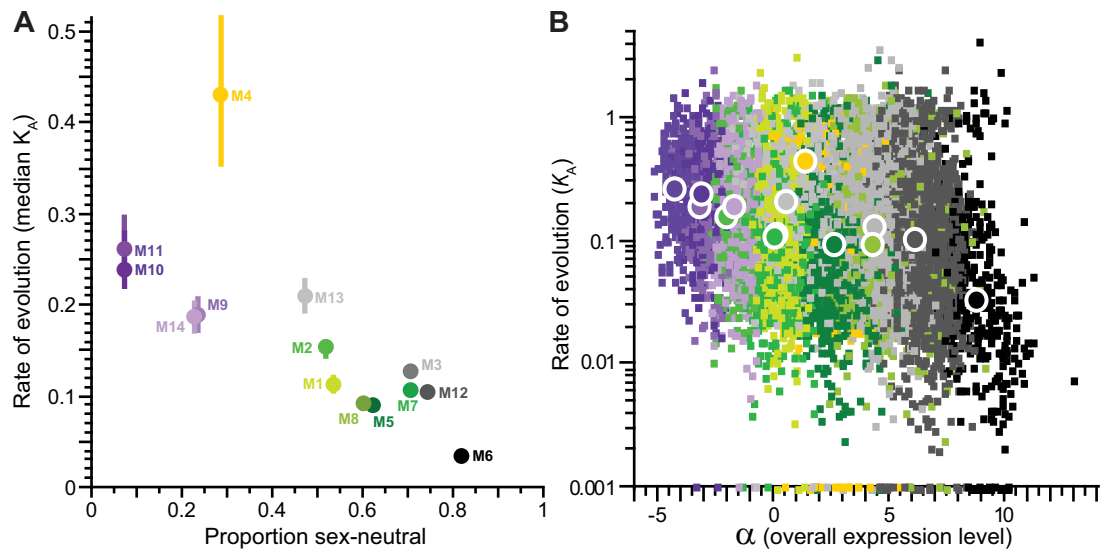 A
Rate of evolution (median KA)
0.5
0.4
0.3
0.2
0.1
0
M4
M11
M10
M9
M14
M13
M2
M3
M1
M7
M12
M8
M5
M6
0
0.2
0.4
0.6
0.8
1
Proportion sex-neutral
B
Rate of evolution (KA)
1
0.1
0.01
0.001
-5
0
5
10
α (overall expression level)